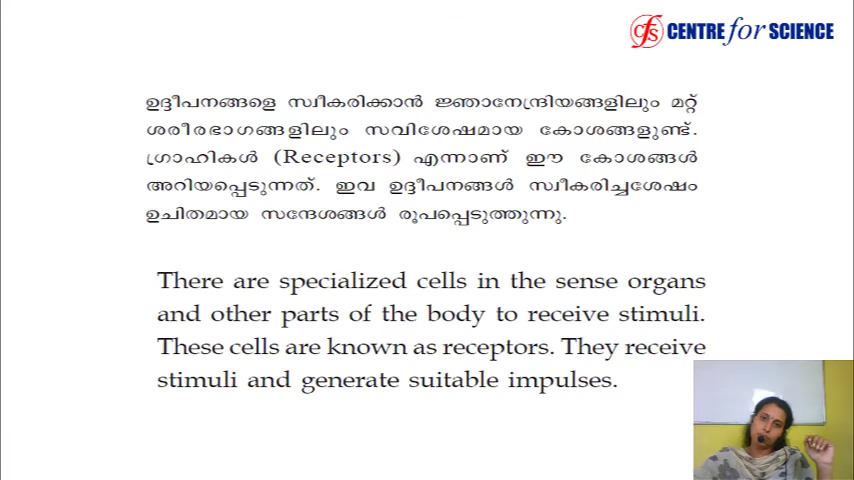 cfs CENTRE for SCIENCE
ഉദ്ദീപനങ്ങളെ സ്വീകരിക്കാൻ ജ്ഞാനേന്ദ്രിയങ്ങളിലും മറ്റ്
ശരീരഭാഗങ്ങളിലും സവിശേഷമായ കോശങ്ങളുണ്ട്.
ഗ്രാഹികൾ (Receptors) എന്നാണ് ഈ കോശങ്ങൾ
അറിയപ്പെടുന്നത്. ഇവ ഉദ്ദീപനങ്ങൾ സ്വീകരിച്ചശേഷം
ഉചിതമായ സന്ദേശങ്ങൾ രൂപപ്പെടുത്തുന്നു.
There are specialized cells in the sense organs
and other parts of the body to receive stimuli.
These cells are known as receptors. They receive
stimuli and generate suitable impulses.